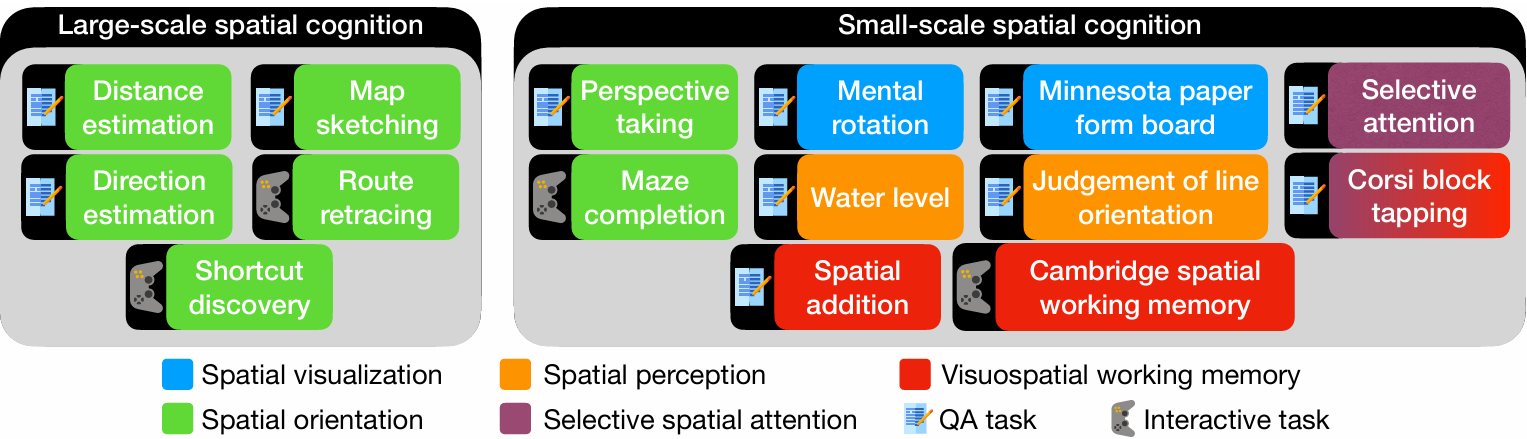 Large-scale spatial cognition
Distance
estimation
Map
sketching
Direction
estimation
Route
retracing
Shortcut
discovery
Small-scale spatial cognition
Perspective
taking
Mental
rotation
Minnesota paper
form board
Selective
attention
Maze
completion
Water level
Judgement of line
orientation
Corsi block
tapping
Spatial
addition
Cambridge spatial
working memory
Spatial visualization
Spatial perception
Visuospatial working memory
Spatial orientation
Selective spatial attention
QA task
Interactive task